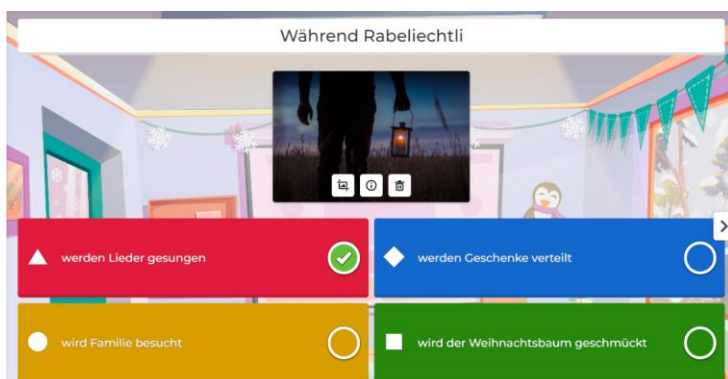 Während Rabeliechtli
werden Lieder gesungen
werden Geschenke verteilt
wird Familie besucht
wird der Weihnachtsbaum geschmückt